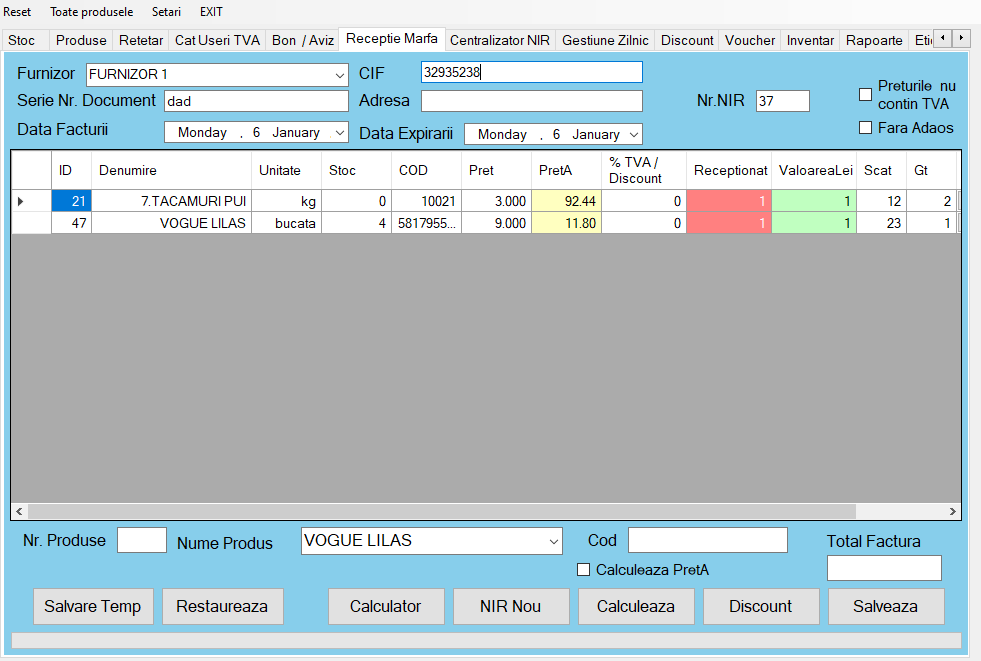 Reset Toate produsele Setari EXIT
Stoc Produse Retetar Cat Useri TVA Bon / Aviz Receptie Marfa Centralizator NIR Gestiune Zilnic Discount Voucher Inventar Rapoarte Eti
Furnizor FURNIZOR 1 CIF 32935238
Preturile nu
contin TVA
Serie Nr. Document dad Adresa Nr.NIR 37
Data Facturii Monday . 6 January Data Expirarii Monday . 6 January Fara Adaos
ID Denumire Unitate Stoc COD Pret PretA % TVA / Discount Receptionat ValoareaLei Scat Gt
21 7.TACAMURI PUI kg 0 10021 3.000 92.44 0 1 1 12 2
47 VOGUE LILAS bucata 4 5817955... 9.000 11.80 0 1 1 23 1
Nr. Produse Nume Produs VOGUE LILAS Cod Total Factura
Calculeaza PretA
Salvare Temp Restaureaza Calculator NIR Nou Calculeaza Discount Salveaza